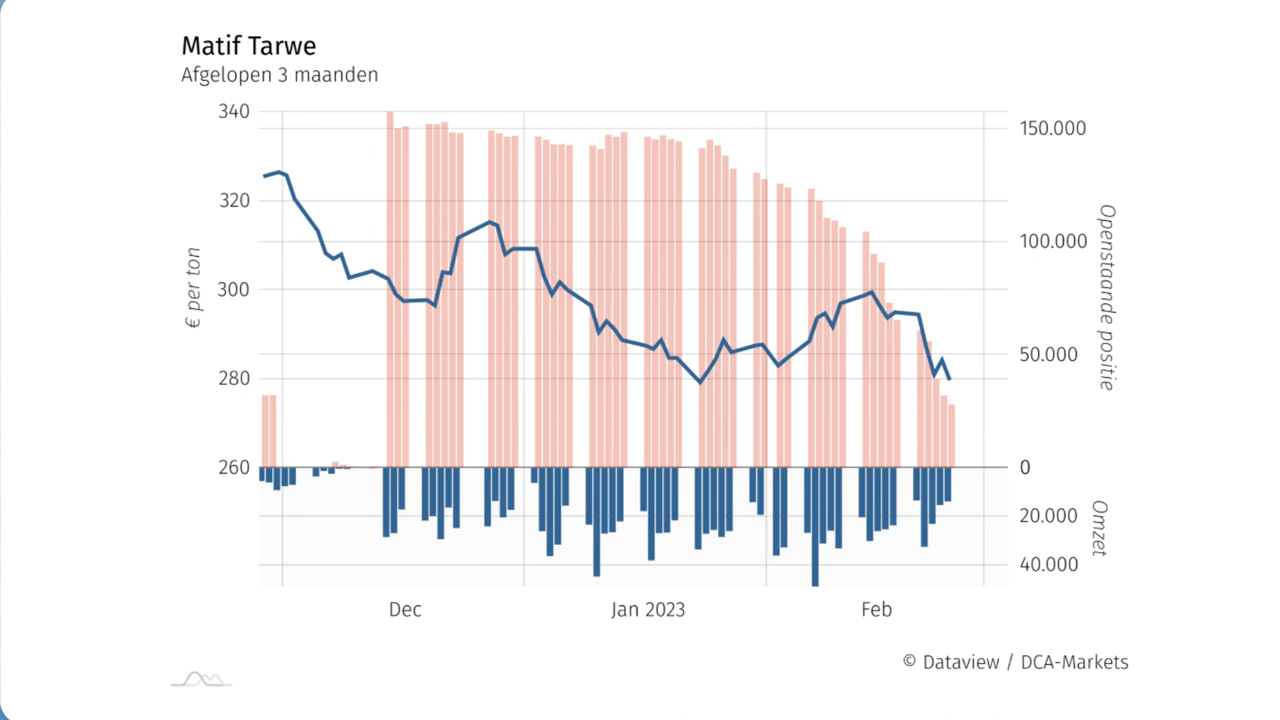 Matif Tarwe
Afgelopen 3 maanden
340
320
300
280
260
€ per ton
150.000
100.000
50.000
0
Openstaande positie
20.000
40.000
Omzet
Dec
Jan 2023
Feb
© Dataview / DCA-Markets